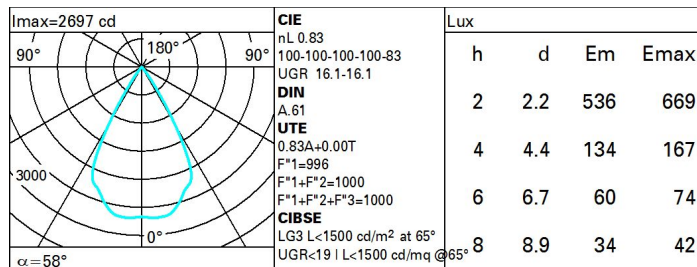 Imax=2697 cd
90°
180°
90°
3000
0°
α=58°
CIE
nL 0.83
100-100-100-100-83
UGR 16.1-16.1
DIN
A.61
UTE
0.83A+0.00T
F"1=996
F"1+F"2=1000
F"1+F"2+F"3=1000
CIBSE
LG3 L<1500 cd/m² at 65°
UGR<19 | L<1500 cd/mq @65°
Lux
h d Em Emax
2 2.2 536 669
4 4.4 134 167
6 6.7 60 74
8 8.9 34 42